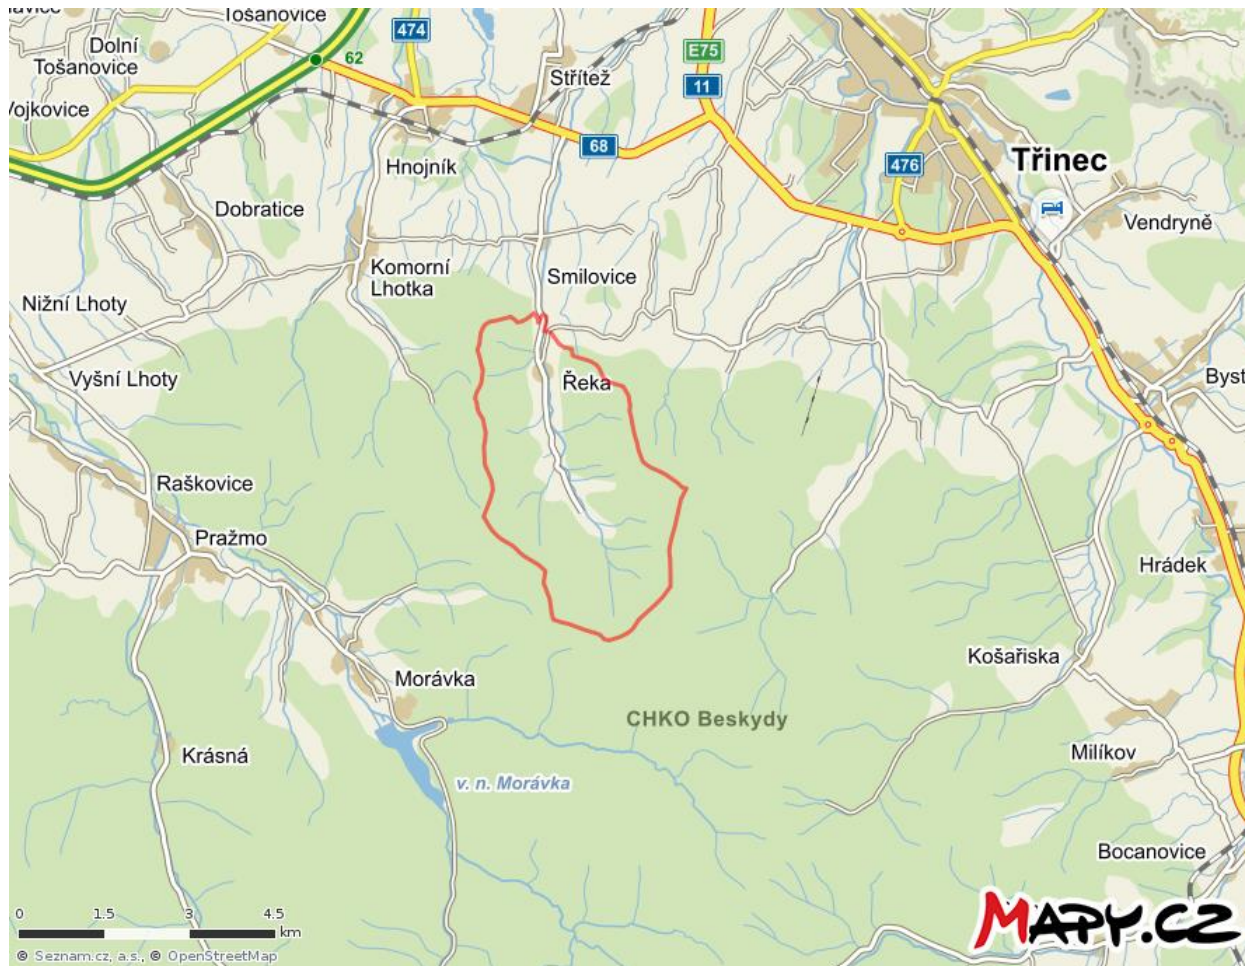 Tošanovice
474
Dolní
Tošanovice
62
E75
Střítež
11
Vojkovice
68
Třinec
Hnojník
476
Dobratice
Vendryně
Komorní
Lhotka
Smilovice
Nižní Lhoty
Vyšní Lhoty
Řeka
Byst
Raškovice
Pražmo
Hrádek
Košařiska
Morávka
CHKO Beskydy
Krásná
Milíkov
v. n. Morávka
Bocanovice
0 1.5 3 4.5
km
MAPY.CZ
© Seznam.cz, a.s., © OpenStreetMap